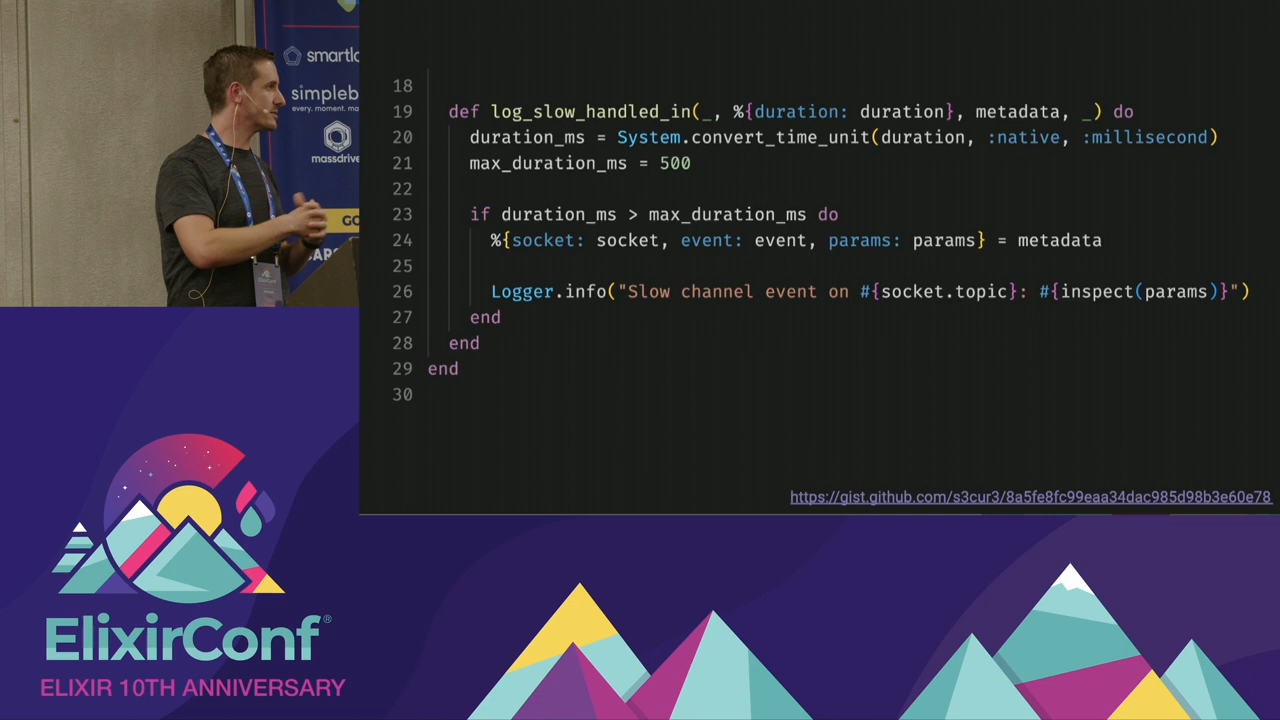 smartlo
simpleb
every. moment. ma
massdrive
GO
18
19 def log_slow_handled_in(_, %{duration: duration}, metadata, _) do
20 duration_ms = System.convert_time_unit(duration, :native, :millisecond)
21 max_duration_ms = 500
22
23 if duration_ms > max_duration_ms do
24 %{socket: socket, event: event, params: params} = metadata
25
26 Logger.info("Slow channel event on #{socket.topic}: #{inspect(params)}")
27 end
28 end
29 end
30
https://gist.github.com/s3cur3/8a5fe8fc99eaa34dac985d98b3e60e78
ElixirConf®
ELIXIR 10TH ANNIVERSARY